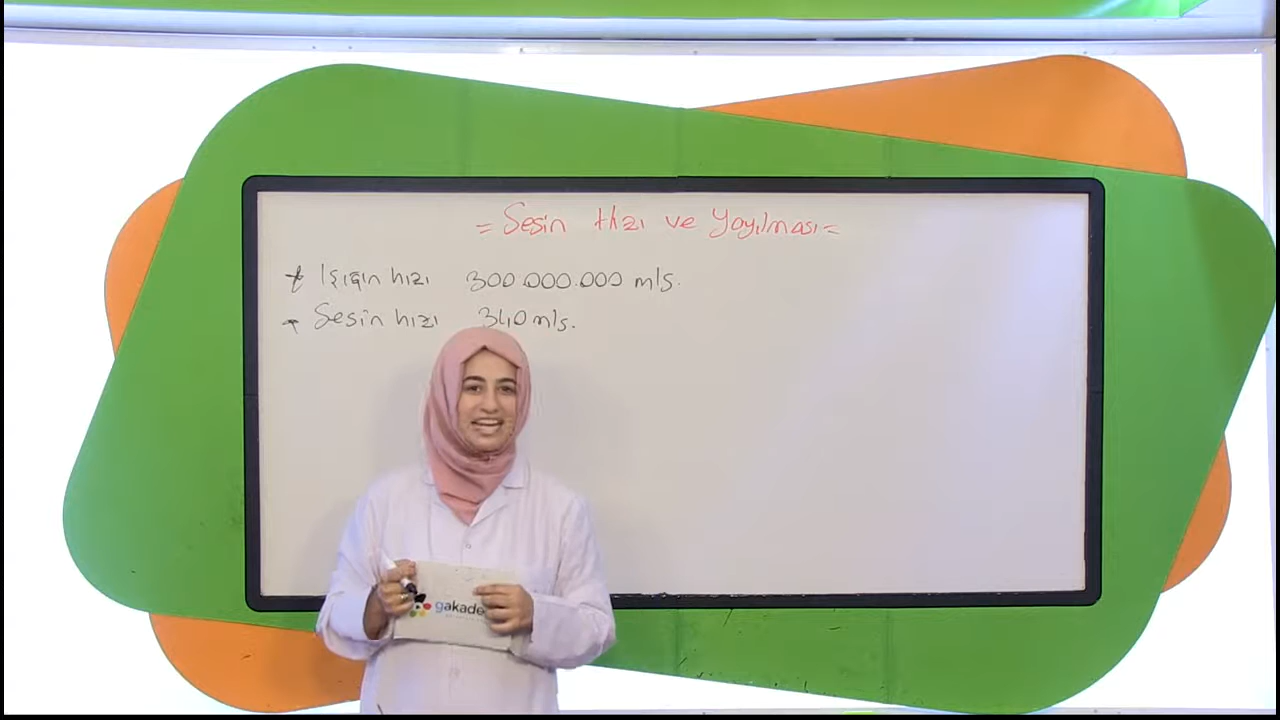 = Sesin Hızı ve Yayılması =
* Işığın hızı 300.000.000 m/s.
* Sesin hızı 340 m/s.
gakade